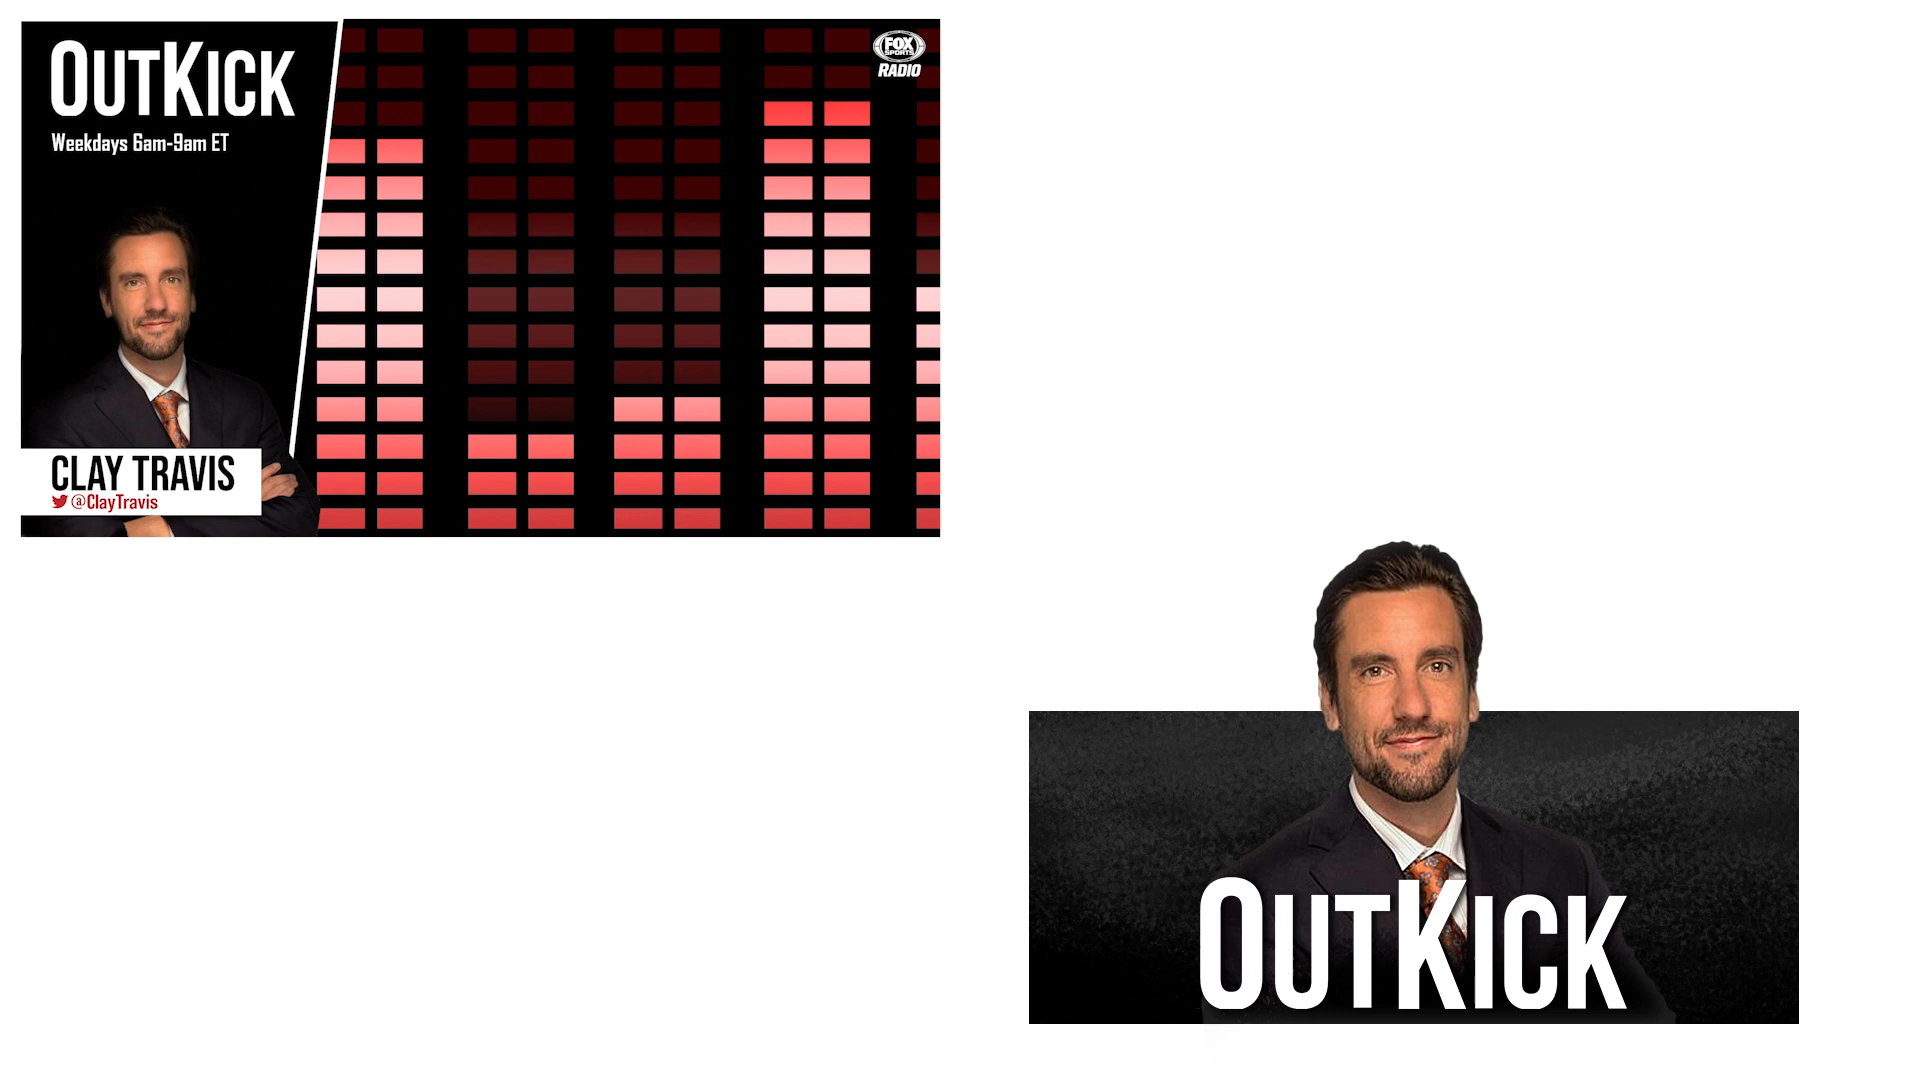 OUTKICK
Weekdays 6am-9am ET
FOX
SPORTS
RADIO
CLAY TRAVIS
@ClayTravis
OUTKICK